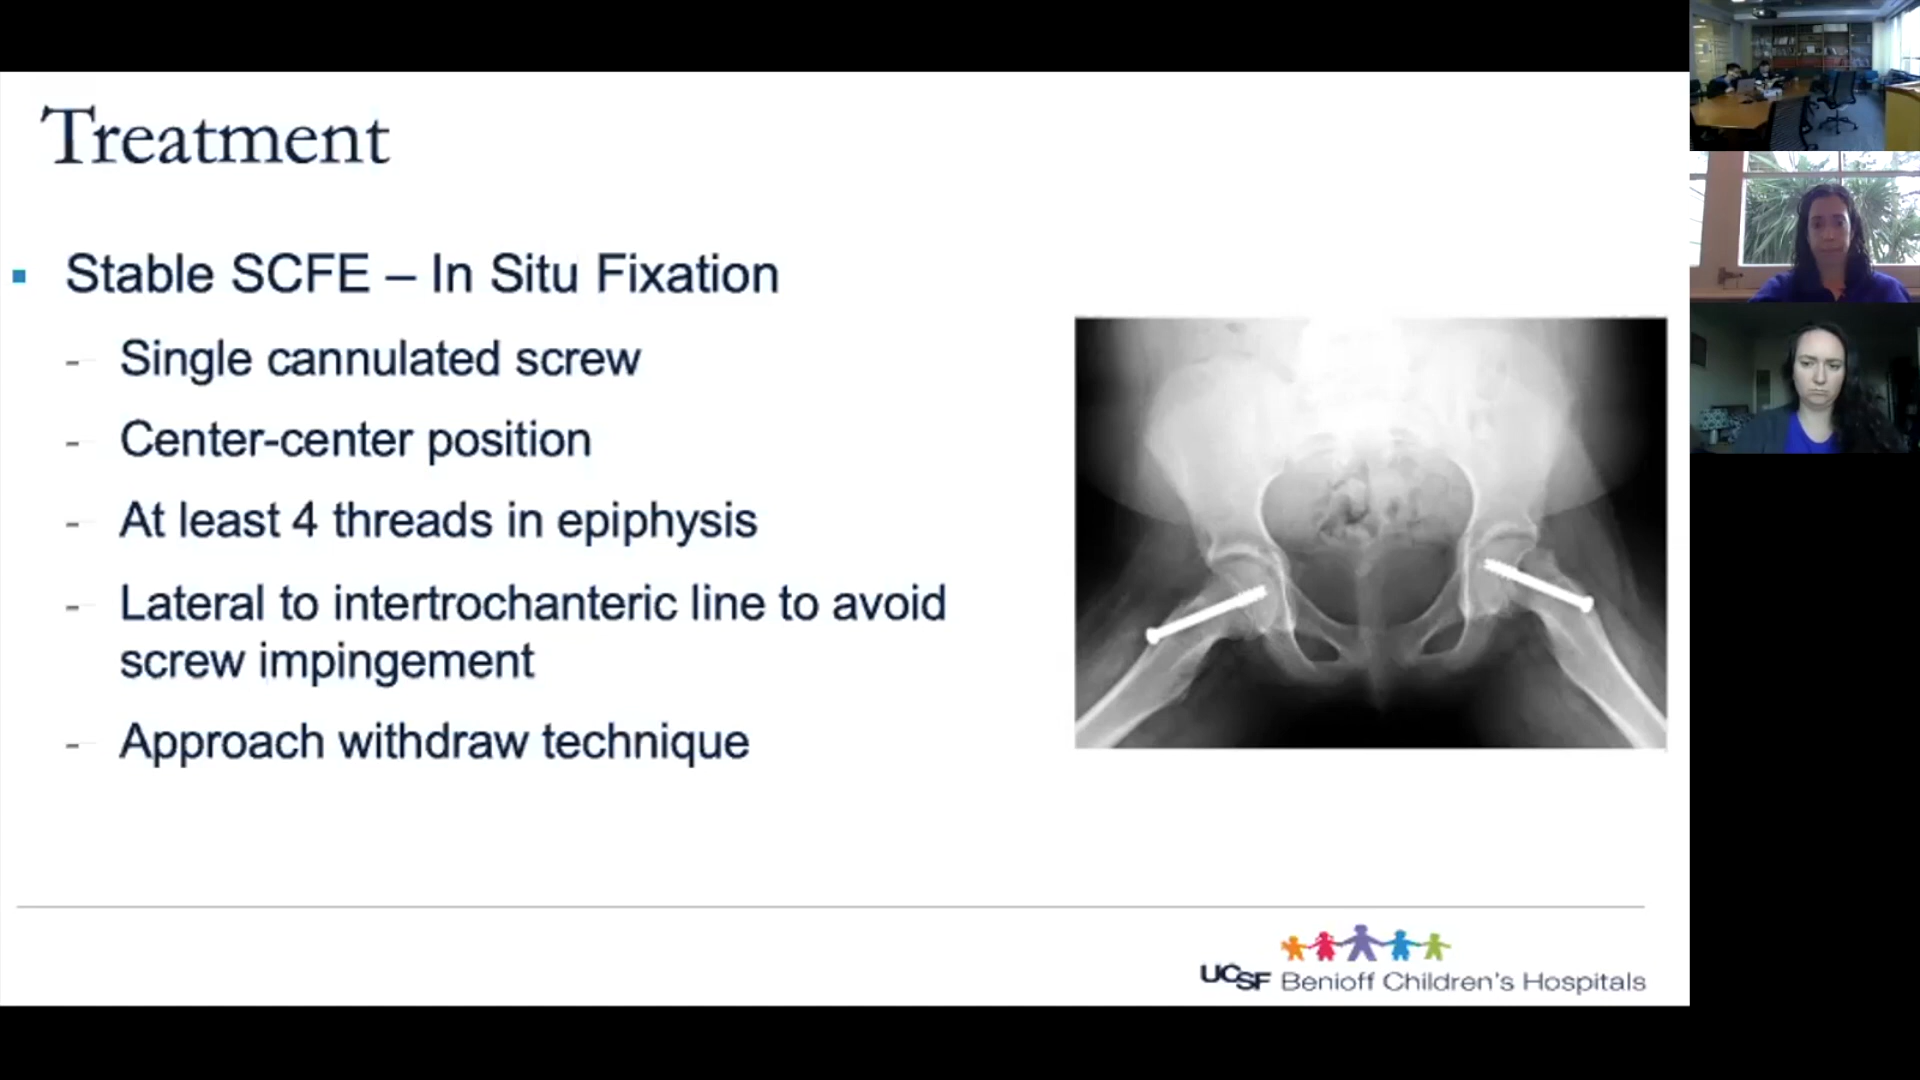 Treatment
Stable SCFE – In Situ Fixation
- Single cannulated screw
- Center-center position
- At least 4 threads in epiphysis
- Lateral to intertrochanteric line to avoid
screw impingement
- Approach withdraw technique
UCSF Benioff Children's Hospitals